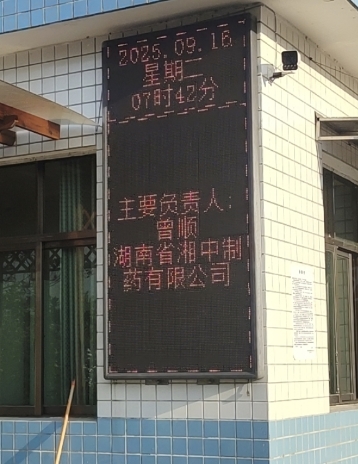 2025.09.16
星期二
07时42分
主要负责人:
曾顺
湖南省湘中制
药有限公司